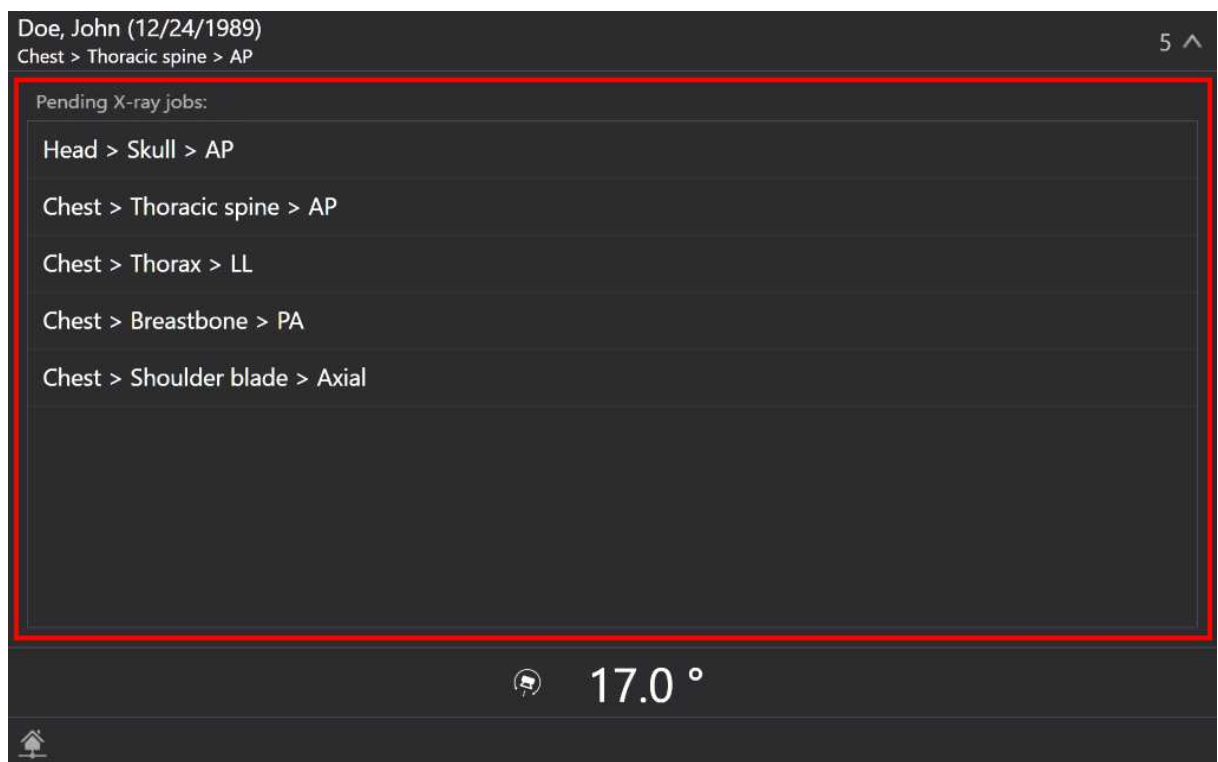 Doe, John (12/24/1989)
Chest > Thoracic spine > AP
5
Pending X-ray jobs:
Head > Skull > AP
Chest > Thoracic spine > AP
Chest > Thorax > LL
Chest > Breastbone > PA
Chest > Shoulder blade > Axial
17.0 °